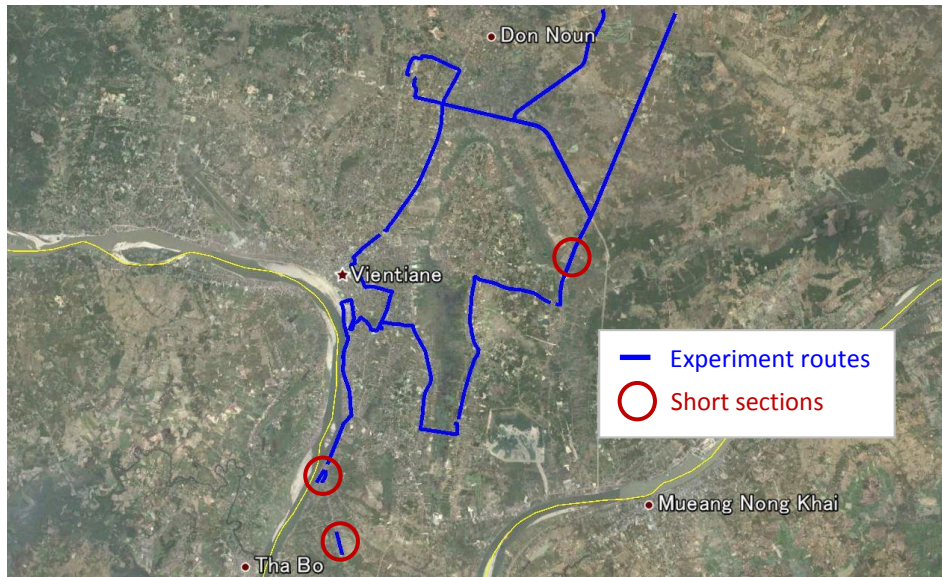 Don Noun
Vientiane
Experiment routes
Short sections
Mueang Nong Khai
Tha Bo